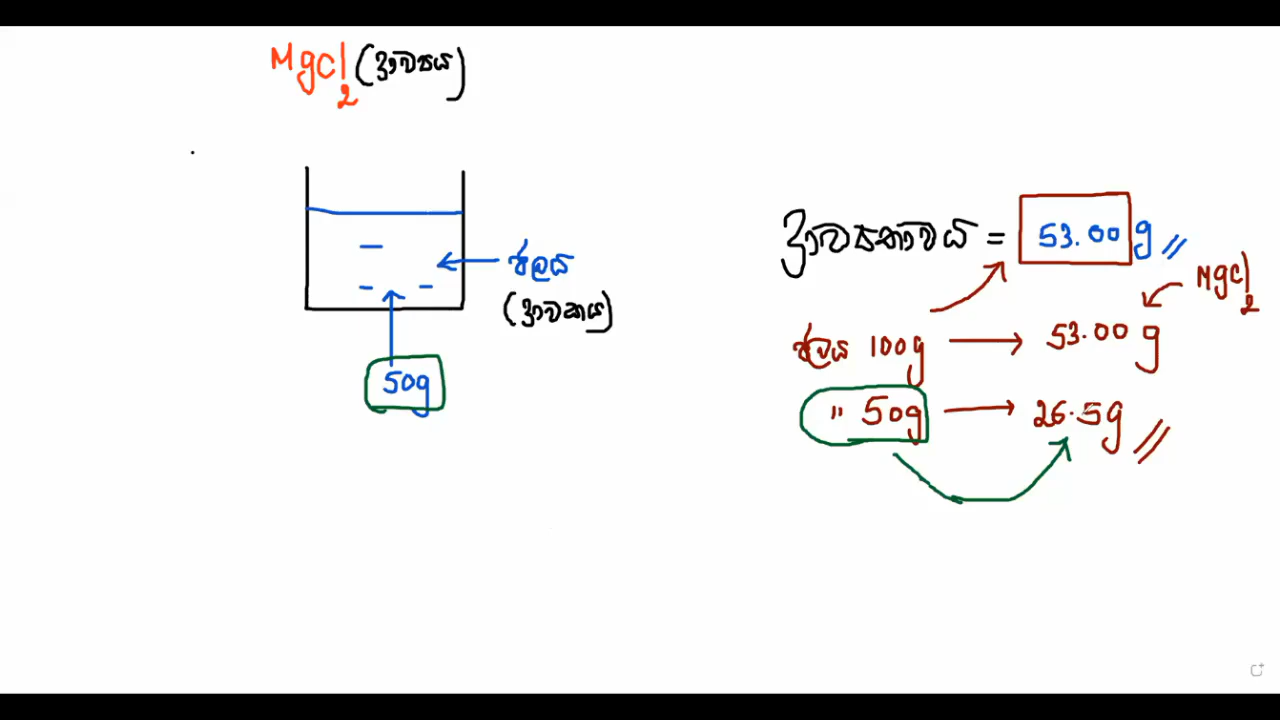 MgCl2 (ද්‍රාව්‍යය)
ජලය
(ද්‍රාවකය)
50g
ද්‍රාව්‍යතාවය = 53.00 g //
MgCl2
ජලය 100g → 53.00 g
" 50g → 26.5g //